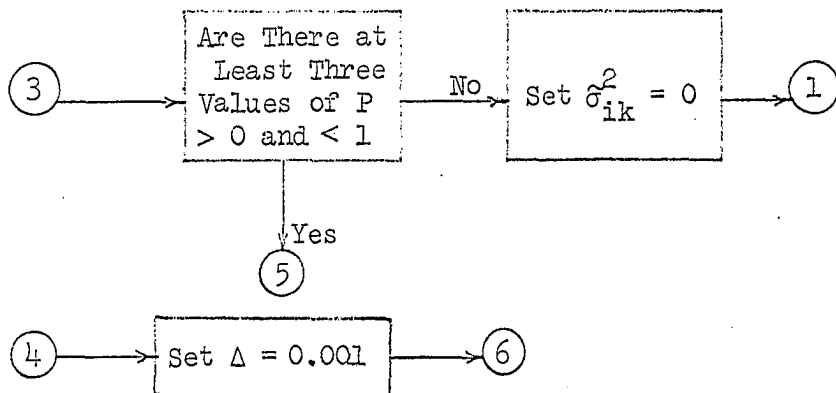 3
Are There at
Least Three
Values of P
> 0 and < 1
No
Set σ̃²ik = 0
1
Yes
5
4
Set Δ = 0.001
6